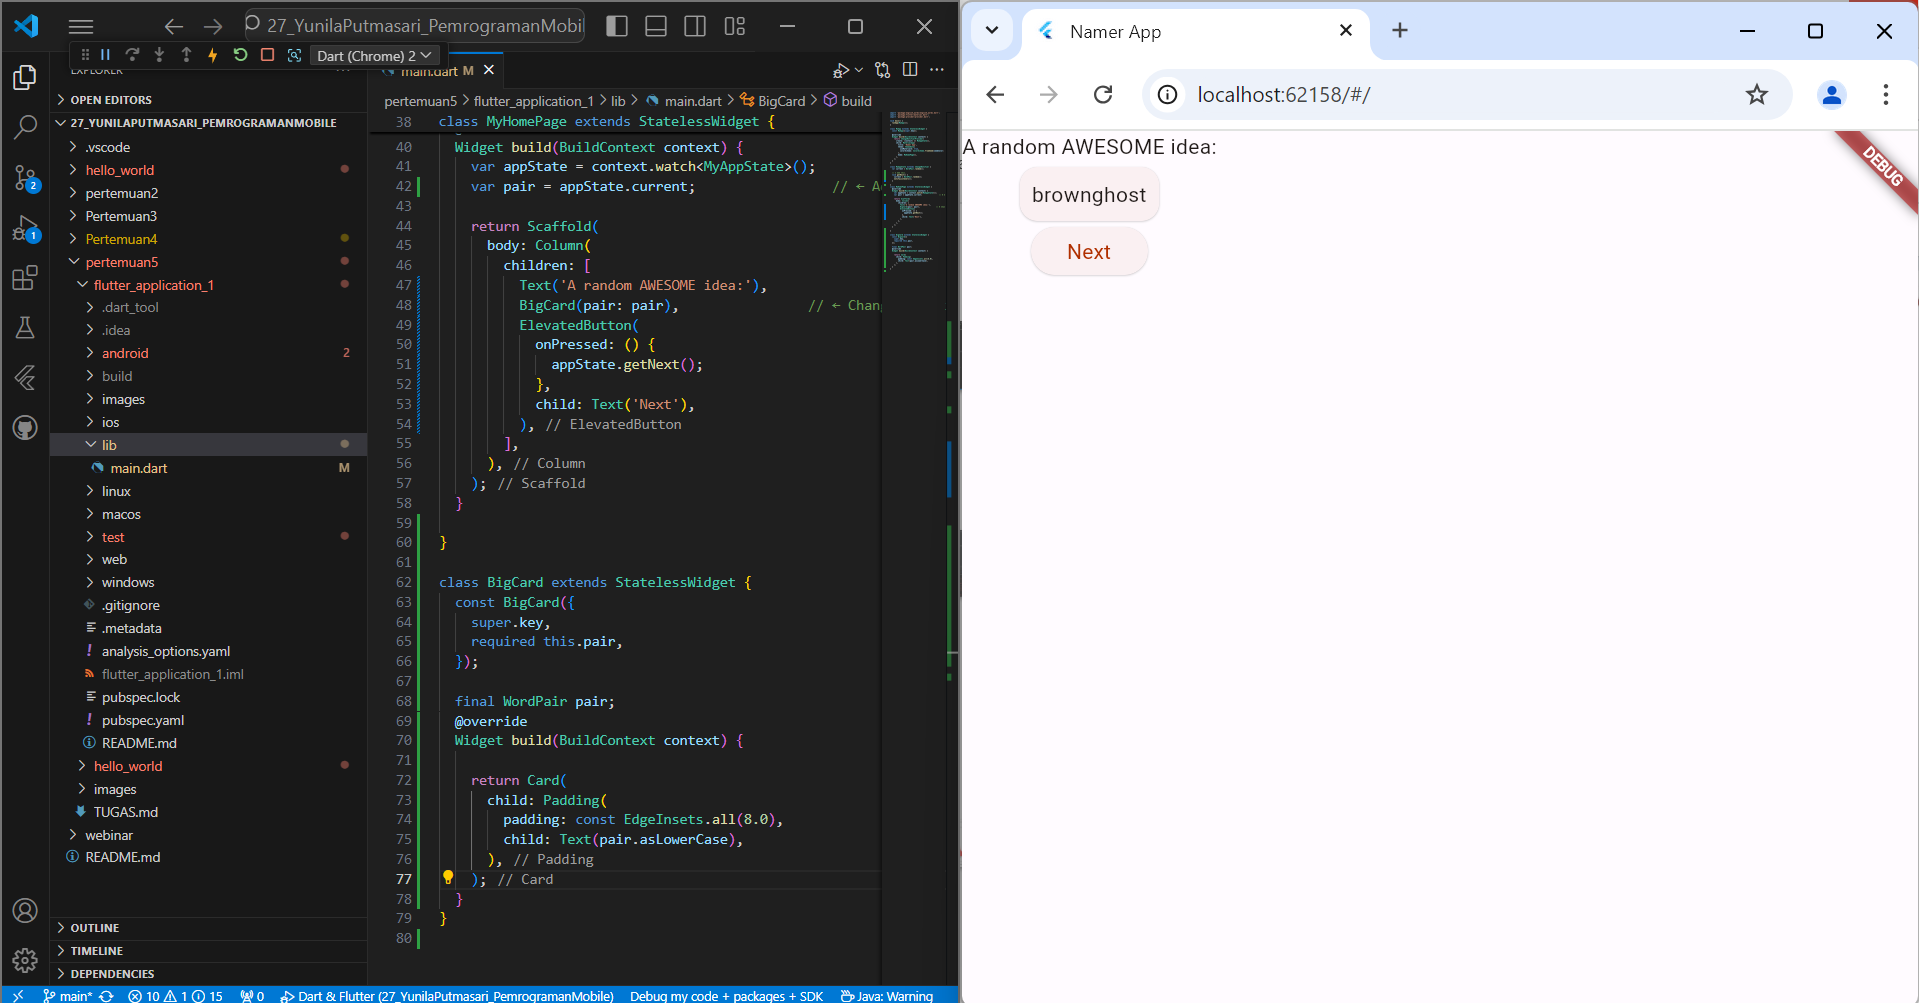 27_YunilaPutmasari_PemrogramanMobil
Dart (Chrome) 2
main.dart M
OPEN EDITORS
27_YUNILAPUTMASARI_PEMROGRAMANMOBILE
.vscode
hello_world
pertemuan2
Pertemuan3
Pertemuan4
pertemuan5
flutter_application_1
.dart_tool
.idea
android 2
build
images
ios
lib
main.dart M
linux
macos
test
web
windows
.gitignore
.metadata
analysis_options.yaml
flutter_application_1.iml
pubspec.lock
pubspec.yaml
README.md
hello_world
images
TUGAS.md
webinar
README.md
OUTLINE
TIMELINE
DEPENDENCIES
2
1
pertemuan5 > flutter_application_1 > lib > main.dart > BigCard > build
38 class MyHomePage extends StatelessWidget {
40 Widget build(BuildContext context) {
41 var appState = context.watch<MyAppState>();
42 var pair = appState.current; // ←
43
44 return Scaffold(
45 body: Column(
46 children: [
47 Text('A random AWESOME idea:'),
48 BigCard(pair: pair), // ← Chan
49 ElevatedButton(
50 onPressed: () {
51 appState.getNext();
52 },
53 child: Text('Next'),
54 ), // ElevatedButton
55 ],
56 ), // Column
57 ); // Scaffold
58 }
59
60 }
61
62 class BigCard extends StatelessWidget {
63 const BigCard({
64 super.key,
65 required this.pair,
66 });
67
68 final WordPair pair;
69 @override
70 Widget build(BuildContext context) {
71
72 return Card(
73 child: Padding(
74 padding: const EdgeInsets.all(8.0),
75 child: Text(pair.asLowerCase),
76 ), // Padding
77 ); // Card
78 }
79 }
80
main* 10 1 15 0 Dart & Flutter (27_YunilaPutmasari_PemrogramanMobile) Debug my code + packages + SDK Java: Warning
Namer App
localhost:62158/#/
A random AWESOME idea:
DEBUG
brownghost
Next